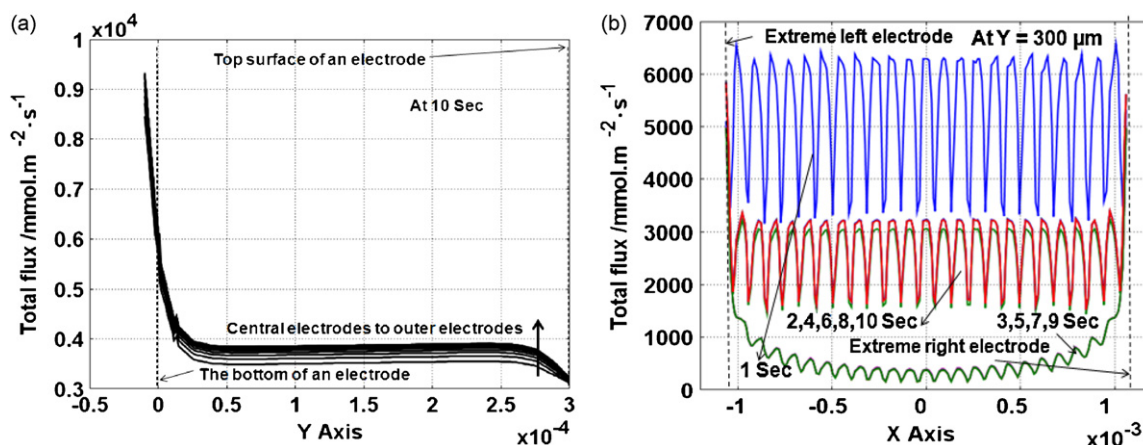 (a)
x10⁴
1
0.9
0.8
0.7
0.6
0.5
0.4
0.3
Total flux /mmol.m⁻²·s⁻¹
Top surface of an electrode
At 10 Sec
Central electrodes to outer electrodes
The bottom of an electrode
-0.5 0 0.5 1 1.5 2 2.5 3
Y Axis
x10⁻⁴
(b)
7000
6000
5000
4000
3000
2000
1000
0
Total flux /mmol.m⁻²·s⁻¹
Extreme left electrode
At Y = 300 µm
2,4,6,8,10 Sec
3,5,7,9 Sec
Extreme right electrode
1 Sec
-1 -0.5 0 0.5 1
X Axis
x10⁻³